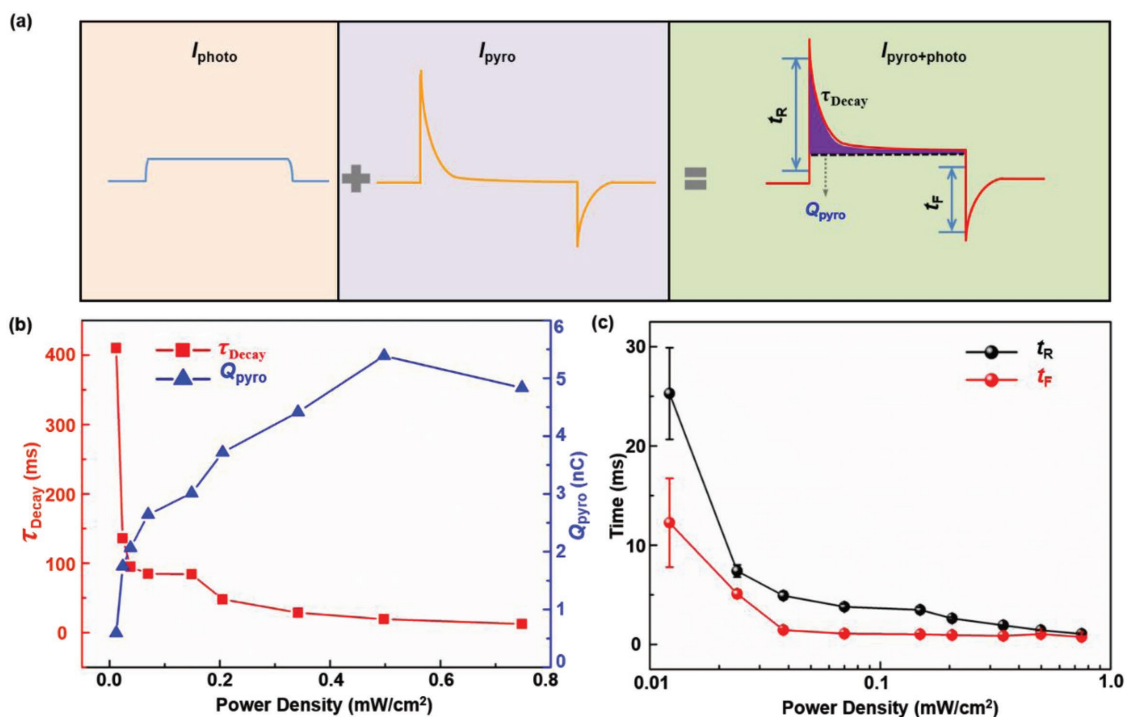 (a)
I photo
I pyro
I pyro+photo
t R
τ Decay
Q pyro
t F
(b)
τ Decay
Q pyro
400
300
200
100
0
τ Decay (ms)
6
5
4
3
2
1
0
Q pyro (nC)
0.0 0.2 0.4 0.6 0.8
Power Density (mW/cm²)
(c)
t R
t F
30
20
10
0
Time (ms)
0.01 0.1 1.0
Power Density (mW/cm²)